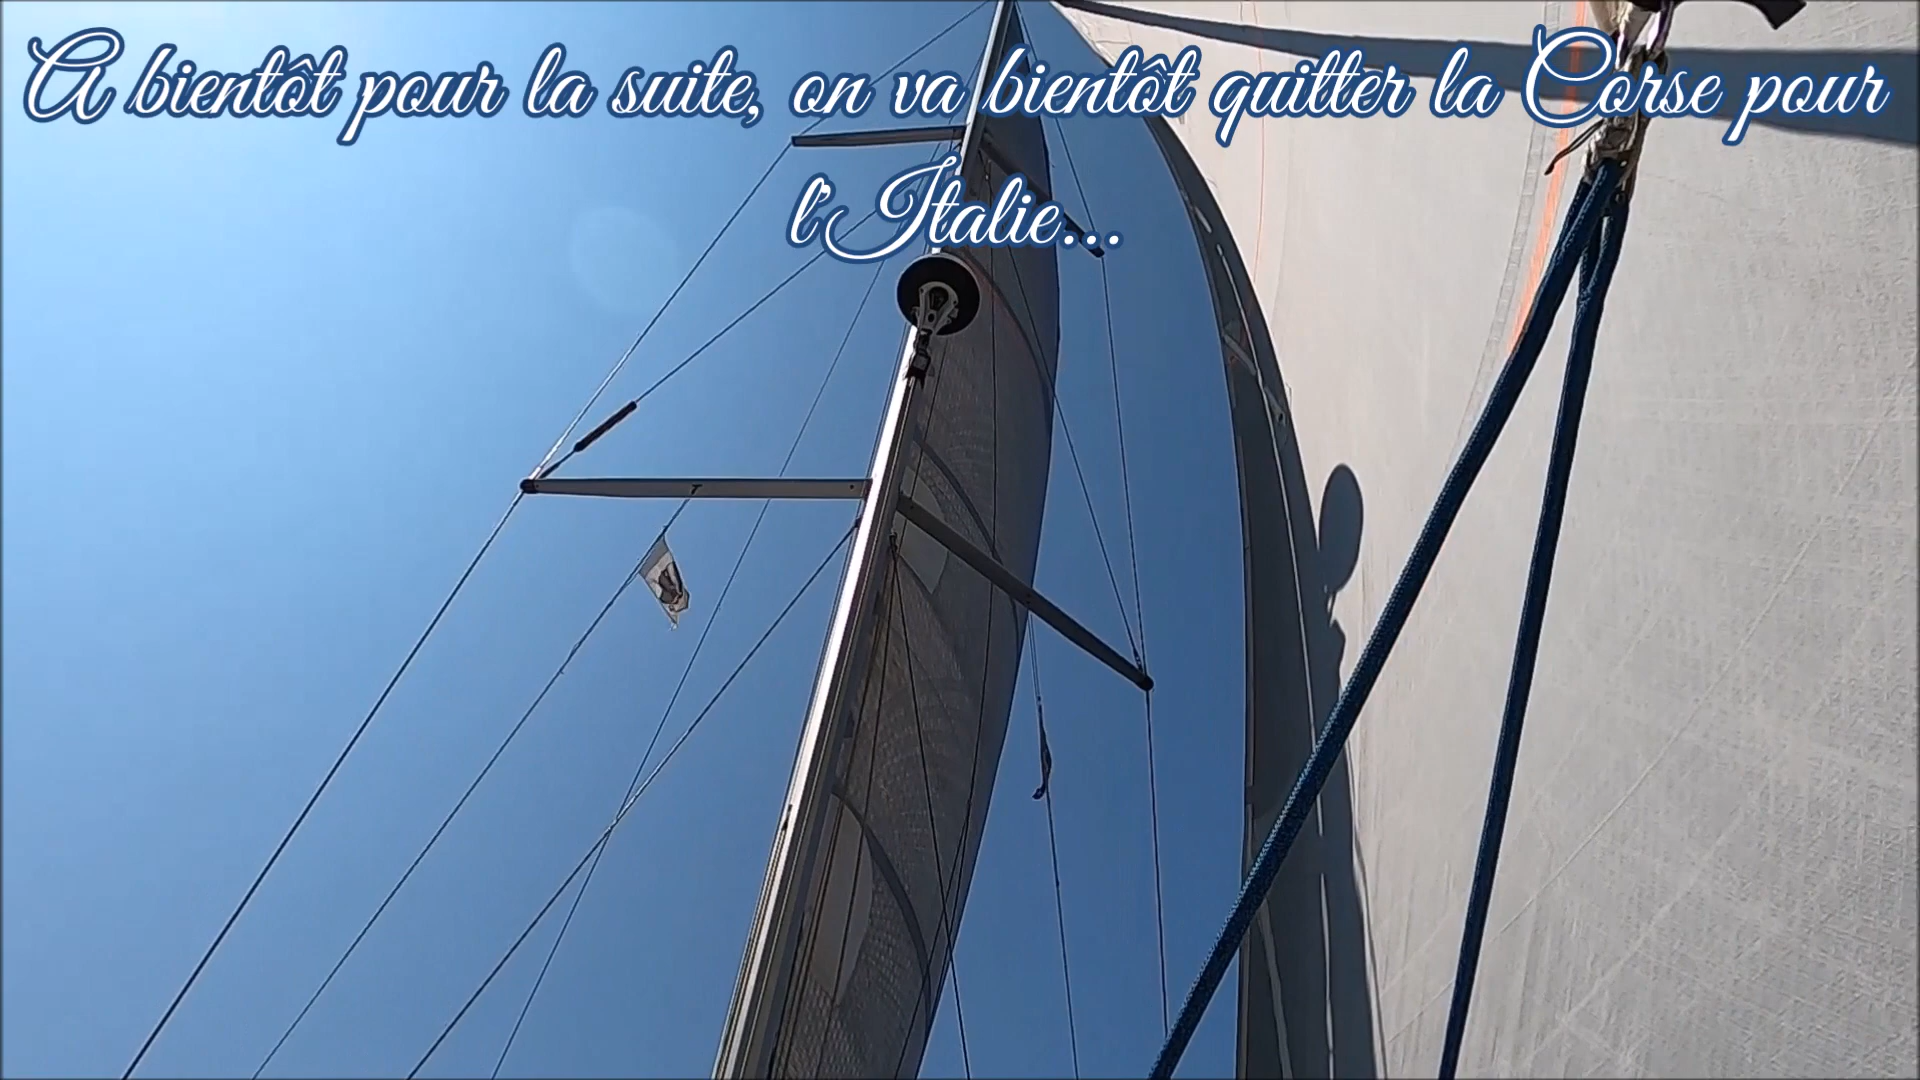 A bientôt pour la suite, on va bientôt quitter la Corse pour
l'Italie...